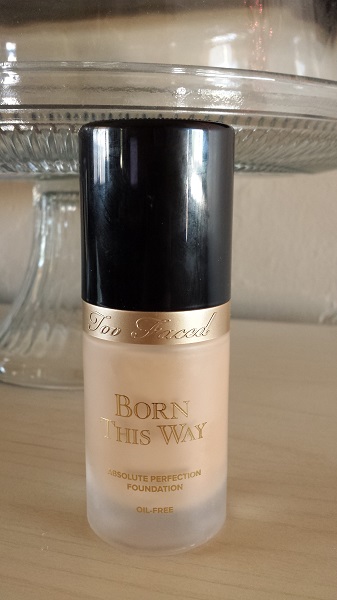 Too Faced
BORN
THIS WAY
ABSOLUTE PERFECTION
FOUNDATION
OIL-FREE